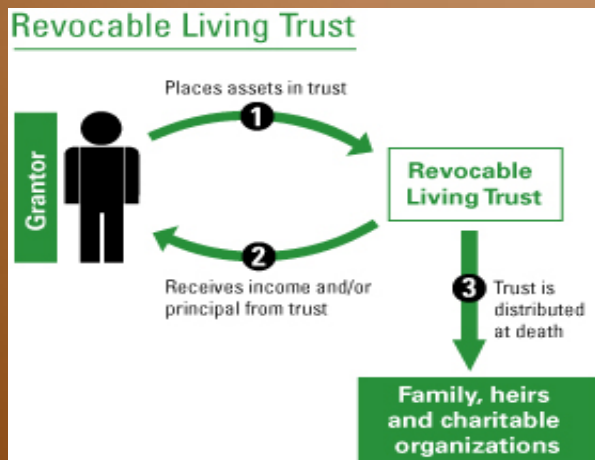 Revocable Living Trust
Places assets in trust
1
Grantor
Revocable
Living Trust
2
Receives income and/or
principal from trust
3
Trust is
distributed
at death
Family, heirs
and charitable
organizations